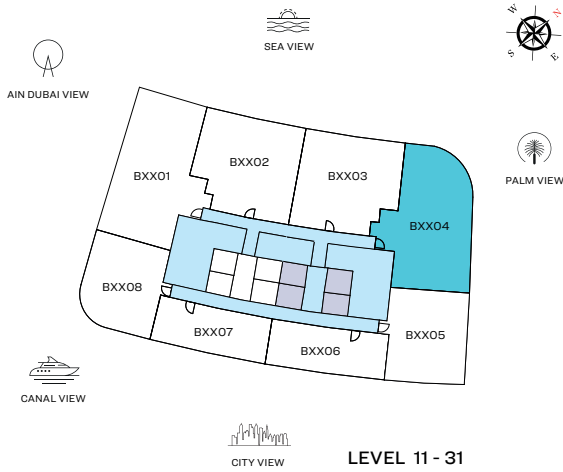 SEA VIEW
W
N
S
E
AIN DUBAI VIEW
PALM VIEW
BXX01
BXX02
BXX03
BXX04
BXX08
BXX07
BXX06
BXX05
CANAL VIEW
CITY VIEW
LEVEL 11 - 31